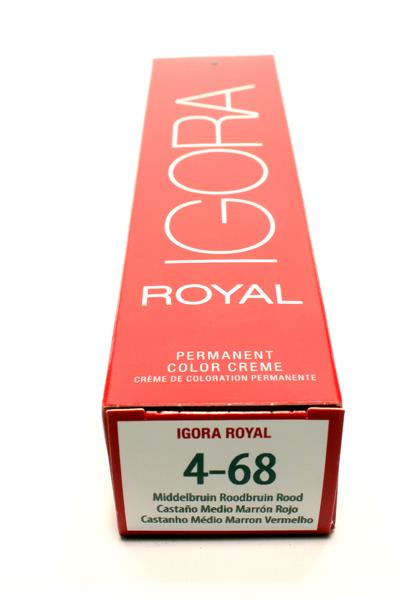 IGORA
ROYAL
PERMANENT
COLOR CREME
CRÈME DE COLORATION PERMANENTE
IGORA ROYAL
4-68
Middelbruin Roodbruin Rood
Castaño Medio Marrón Rojo
Castanho Médio Marron Vermelho